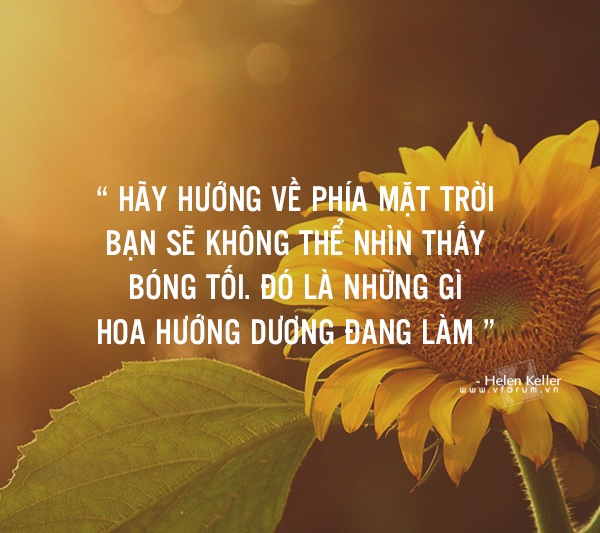 “ HÃY HƯỚNG VỀ PHÍA MẶT TRỜI
BẠN SẼ KHÔNG THỂ NHÌN THẤY
BÓNG TỐI. ĐÓ LÀ NHỮNG GÌ
HOA HƯỚNG DƯƠNG ĐANG LÀM ”
- Helen Keller
www.vforum.vn